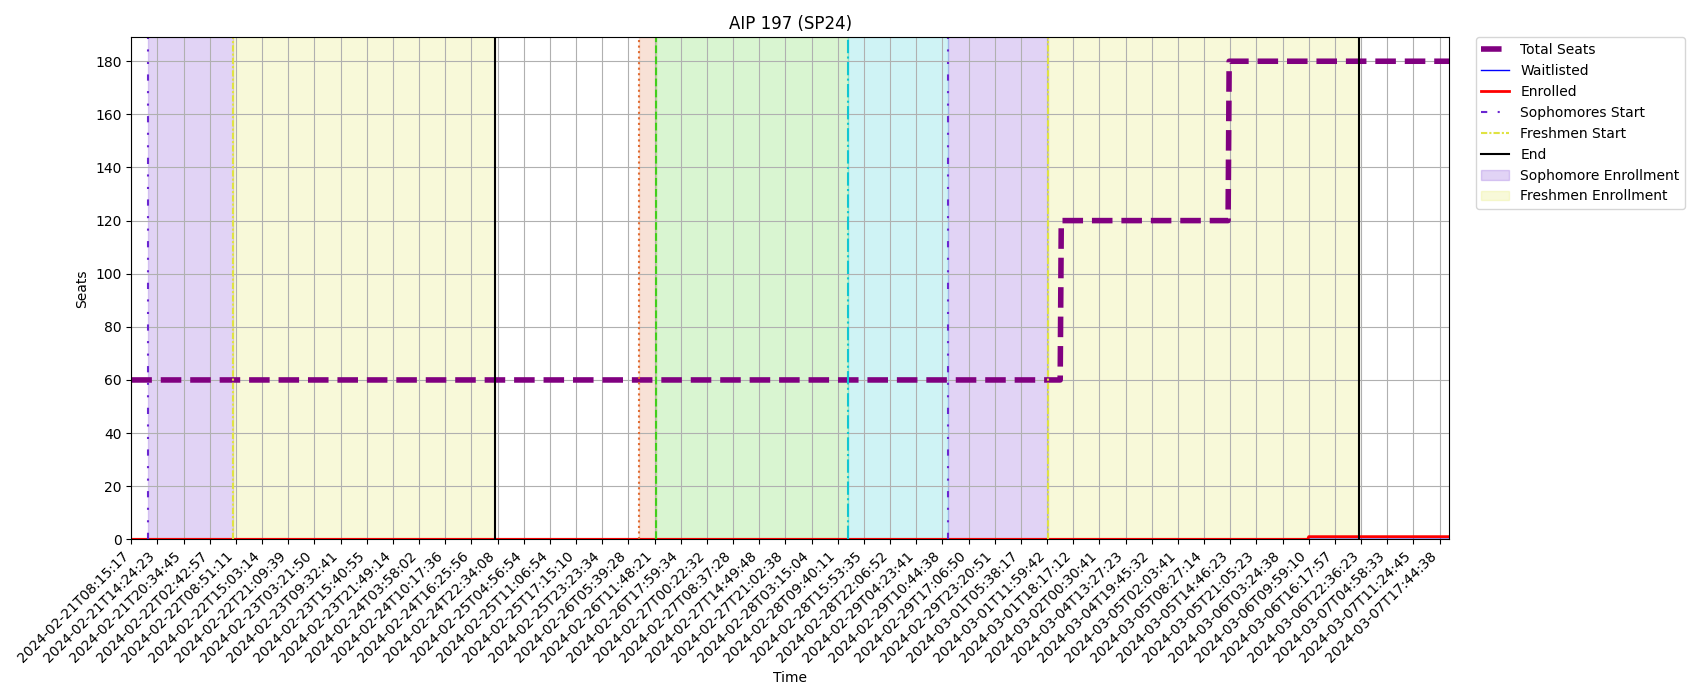 AIP 197 (SP24)
Total Seats
Waitlisted
Enrolled
Sophomores Start
Freshmen Start
End
Sophomore Enrollment
Freshmen Enrollment
Seats
180
160
140
120
100
80
60
40
20
0
2024-02-21T08:15:17
2024-02-21T14:24:23
2024-02-21T20:34:45
2024-02-22T02:42:57
2024-02-22T08:51:11
2024-02-22T15:03:14
2024-02-22T21:09:39
2024-02-23T03:21:50
2024-02-23T09:32:41
2024-02-23T15:40:55
2024-02-23T21:49:14
2024-02-24T03:58:02
2024-02-24T10:17:36
2024-02-24T16:25:56
2024-02-24T22:34:08
2024-02-25T04:56:54
2024-02-25T11:06:54
2024-02-25T17:15:10
2024-02-25T23:23:34
2024-02-26T05:39:28
2024-02-26T11:48:21
2024-02-26T17:59:34
2024-02-27T00:22:32
2024-02-27T08:37:28
2024-02-27T14:49:48
2024-02-27T21:02:38
2024-02-28T03:15:04
2024-02-28T09:40:11
2024-02-28T15:53:35
2024-02-28T22:06:52
2024-02-29T04:23:41
2024-02-29T10:44:38
2024-02-29T17:06:50
2024-02-29T23:20:51
2024-03-01T05:38:17
2024-03-01T11:59:42
2024-03-01T18:17:12
2024-03-02T00:30:41
2024-03-04T13:27:23
2024-03-04T19:45:32
2024-03-05T02:03:41
2024-03-05T08:27:14
2024-03-05T14:46:23
2024-03-05T21:05:23
2024-03-06T03:24:38
2024-03-06T09:59:10
2024-03-06T16:17:57
2024-03-06T22:36:23
2024-03-07T04:58:33
2024-03-07T11:24:45
2024-03-07T17:44:38
Time